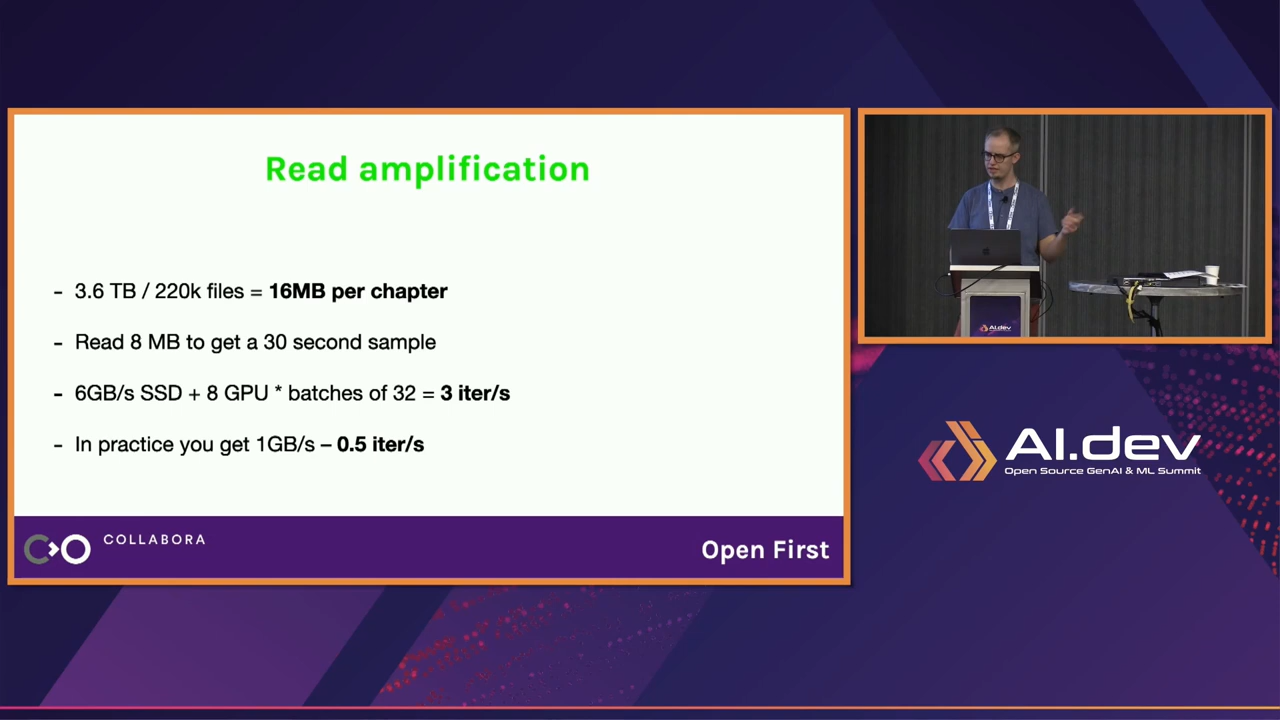 Read amplification
- 3.6 TB / 220k files = 16MB per chapter
- Read 8 MB to get a 30 second sample
- 6GB/s SSD + 8 GPU * batches of 32 = 3 iter/s
- In practice you get 1GB/s – 0.5 iter/s
COLLABORA
Open First
AI.dev
AI.dev
Open Source GenAI & ML Summit